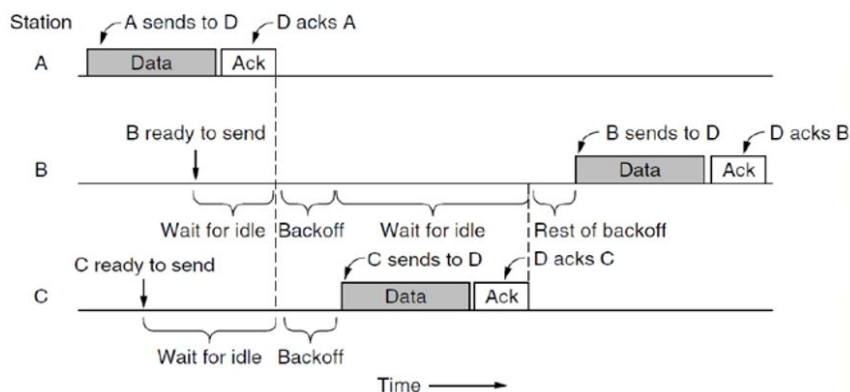 Station
A sends to D
D acks A
A
Data
Ack
B ready to send
B sends to D
D acks B
B
Data
Ack
Wait for idle
Backoff
Wait for idle
Rest of backoff
C ready to send
C sends to D
D acks C
C
Data
Ack
Wait for idle
Backoff
Time